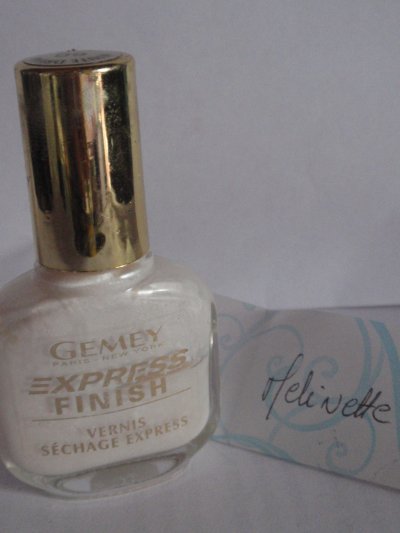 GEMEY
PARIS - NEW YORK
EXPRESS
FINISH
VERNIS
SÉCHAGE EXPRESS
Melinette